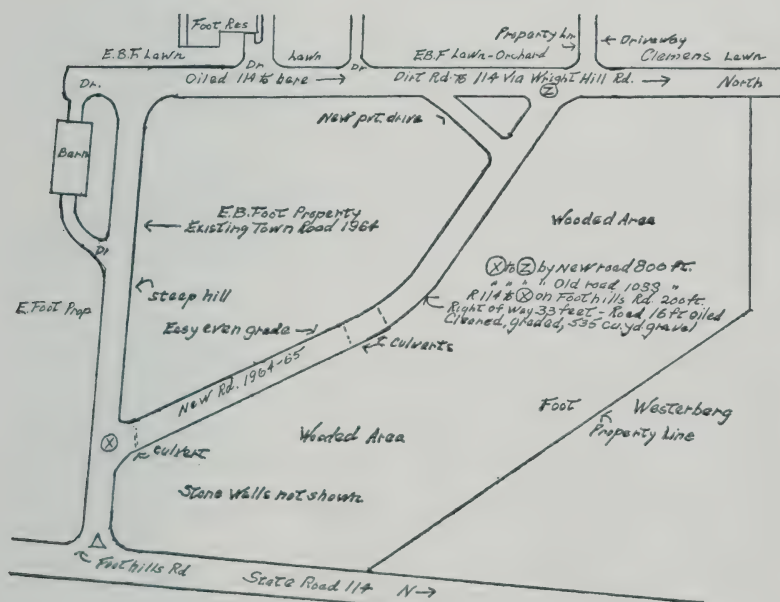 Foot Res
Property Ln
Driveway
E.B.F Lawn
Dr
Lawn
Dr
E.B.F Lawn-Orchard
Clemens Lawn
Dr.
Oiled 114 to here →
Dirt Rd. to 114 via Wright Hill Rd. →
North
Z
New pvt. drive
Barn
E.B. Foot Property
Existing Town Road 1964
Wooded Area
Dr
steep hill
E. Foot Prop
X to Z by New road 800 ft.
" " " " Old road 1033 "
R 114 to X on Foothills Rd. 200 ft.
Right of Way 33 feet - Road 16 ft oiled
Cleaned, graded, 535 cu.yd gravel
Easy even grade →
culverts
New Rd. 1964-65
Foot
Westerberg
Property Line
X
Wooded Area
culvert
Stone Walls not shown
Foothills Rd
State Road 114 N→